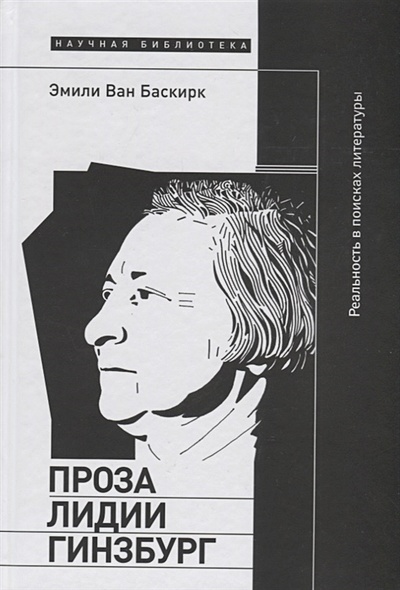 НАУЧНАЯ БИБЛИОТЕКА
Эмили Ван Баскирк
Реальность в поисках литературы
ПРОЗА
ЛИДИИ
ГИНЗБУРГ